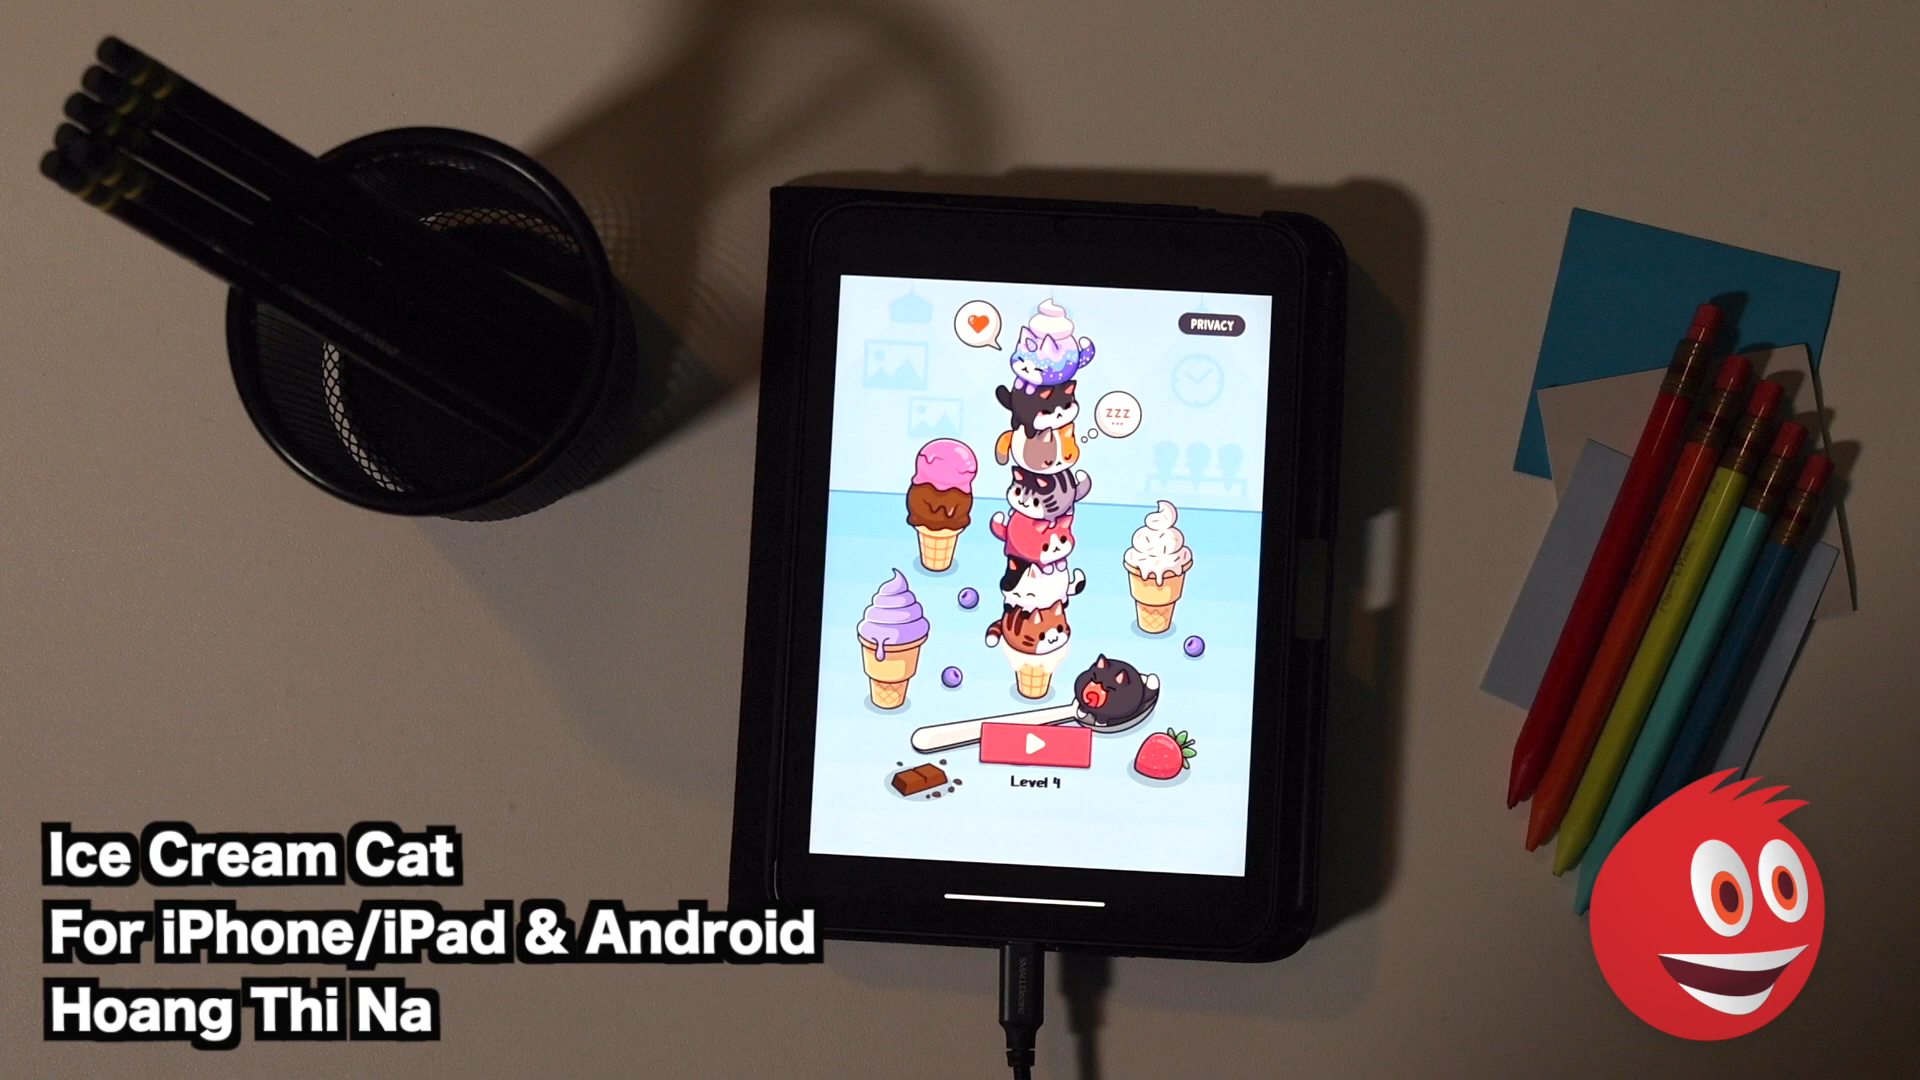 PRIVACY
ZZZ
Level 4
Ice Cream Cat
For iPhone/iPad & Android
Hoang Thi Na